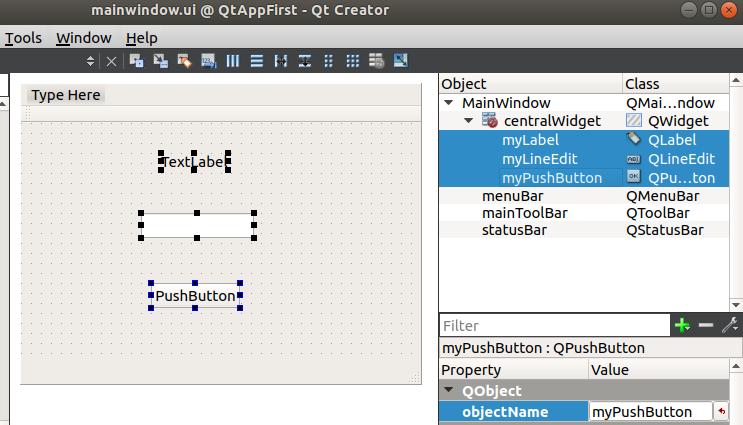 mainwindow.ui @ QtAppFirst - Qt Creator
Tools Window Help
Type Here
TextLabel
PushButton
Object Class
MainWindow QMai...ndow
centralWidget QWidget
myLabel QLabel
myLineEdit QLineEdit
myPushButton QPu...ton
menuBar QMenuBar
mainToolBar QToolBar
statusBar QStatusBar
Filter
myPushButton : QPushButton
Property Value
QObject
objectName myPushButton